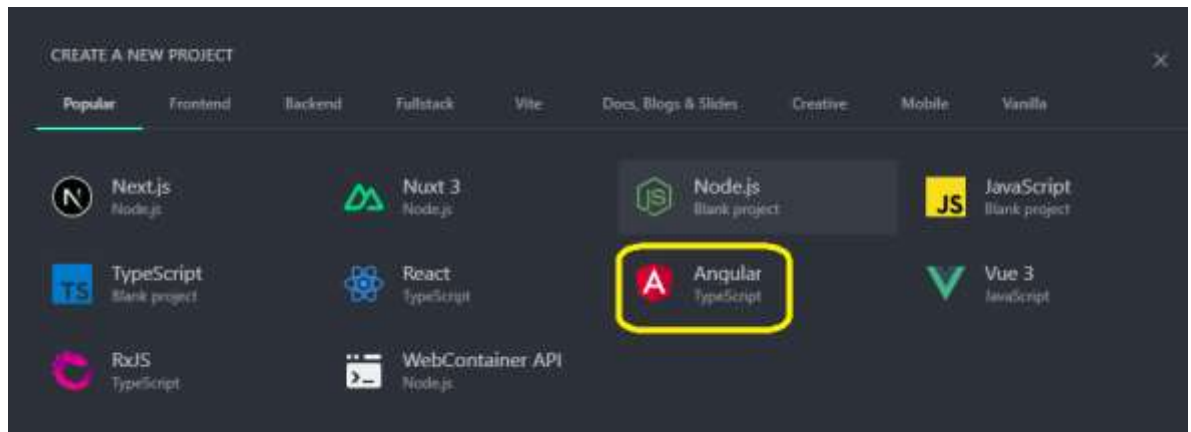 CREATE A NEW PROJECT
Popular Frontend Backend Fullstack Vite Docs, Blogs & Slides Creative Mobile Vanilla
N Next.js
Node.js
Nuxt 3
Node.js
JS Node.js
Blank project
JS JavaScript
Blank project
TS TypeScript
Blank project
React
TypeScript
A Angular
TypeScript
Vue 3
JavaScript
RxJS
TypeScript
WebContainer API
Node.js